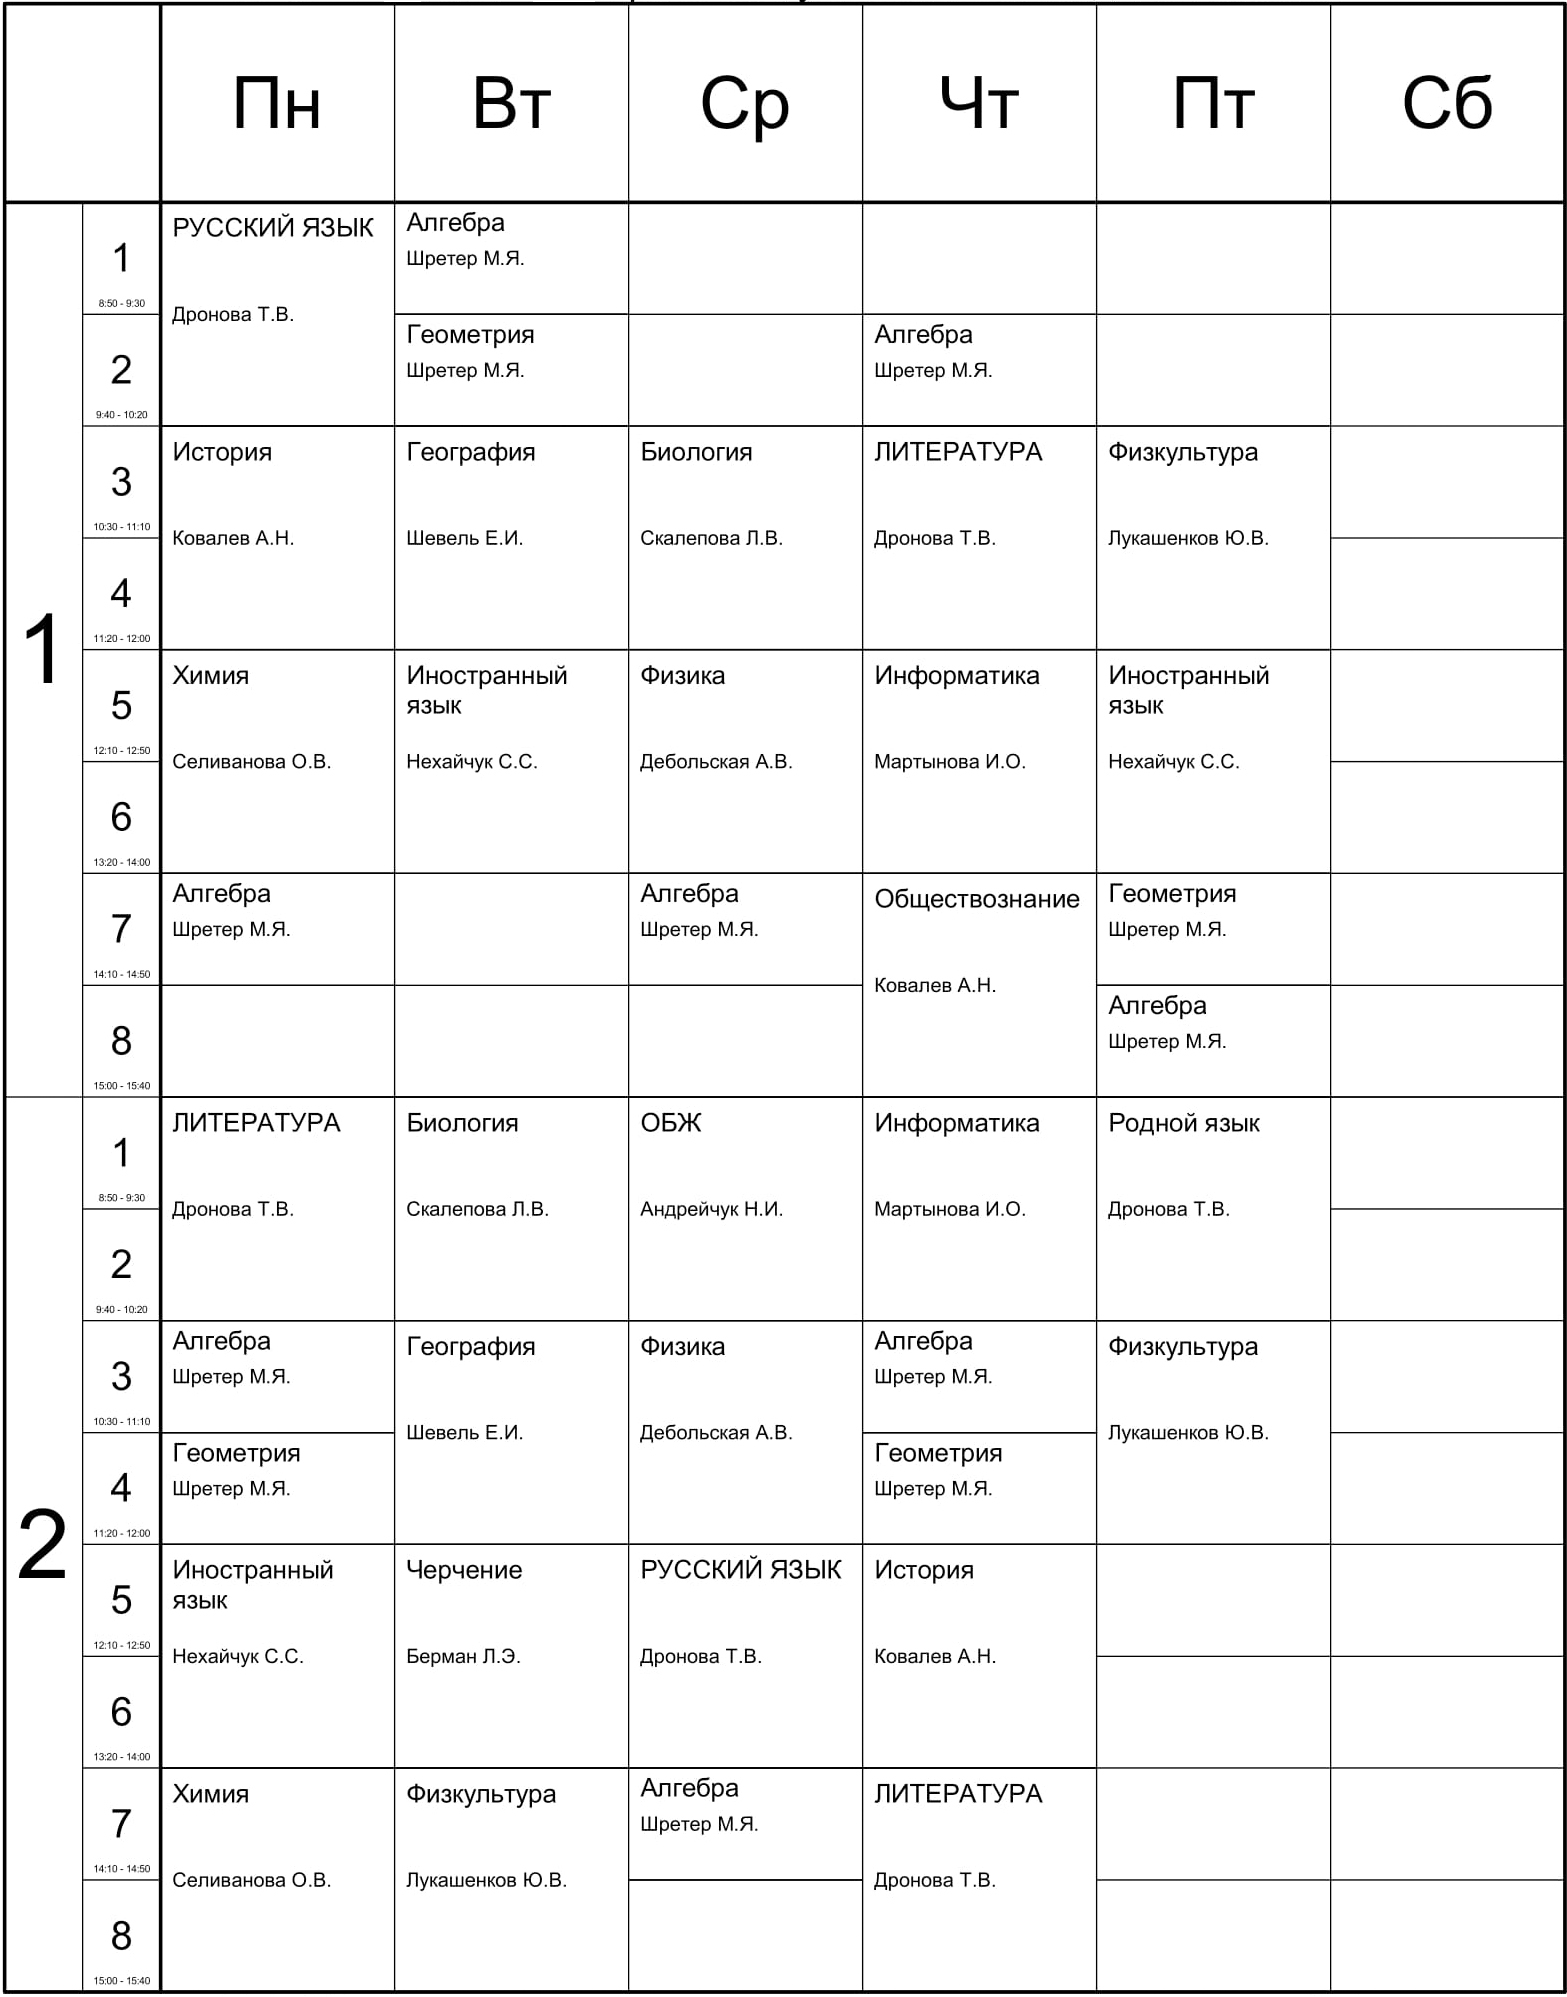 Пн Вт Ср Чт Пт Сб
1
1
8:50 - 9:30
РУССКИЙ ЯЗЫК
Дронова Т.В.
Алгебра
Шретер М.Я.
2
9:40 - 10:20
Геометрия
Шретер М.Я.
Алгебра
Шретер М.Я.
3
10:30 - 11:10
4
11:20 - 12:00
История
Ковалев А.Н.
География
Шевель Е.И.
Биология
Скалепова Л.В.
ЛИТЕРАТУРА
Дронова Т.В.
Физкультура
Лукашенков Ю.В.
5
12:10 - 12:50
6
13:20 - 14:00
Химия
Селиванова О.В.
Иностранный
язык
Нехайчук С.С.
Физика
Дебольская А.В.
Информатика
Мартынова И.О.
Иностранный
язык
Нехайчук С.С.
7
14:10 - 14:50
Алгебра
Шретер М.Я.
Алгебра
Шретер М.Я.
Обществознание
Ковалев А.Н.
Геометрия
Шретер М.Я.
8
15:00 - 15:40
Алгебра
Шретер М.Я.
2
1
8:50 - 9:30
2
9:40 - 10:20
ЛИТЕРАТУРА
Дронова Т.В.
Биология
Скалепова Л.В.
ОБЖ
Андрейчук Н.И.
Информатика
Мартынова И.О.
Родной язык
Дронова Т.В.
3
10:30 - 11:10
Алгебра
Шретер М.Я.
География
Шевель Е.И.
Физика
Дебольская А.В.
Алгебра
Шретер М.Я.
Физкультура
Лукашенков Ю.В.
4
11:20 - 12:00
Геометрия
Шретер М.Я.
Геометрия
Шретер М.Я.
5
12:10 - 12:50
6
13:20 - 14:00
Иностранный
язык
Нехайчук С.С.
Черчение
Берман Л.Э.
РУССКИЙ ЯЗЫК
Дронова Т.В.
История
Ковалев А.Н.
7
14:10 - 14:50
8
15:00 - 15:40
Химия
Селиванова О.В.
Физкультура
Лукашенков Ю.В.
Алгебра
Шретер М.Я.
ЛИТЕРАТУРА
Дронова Т.В.